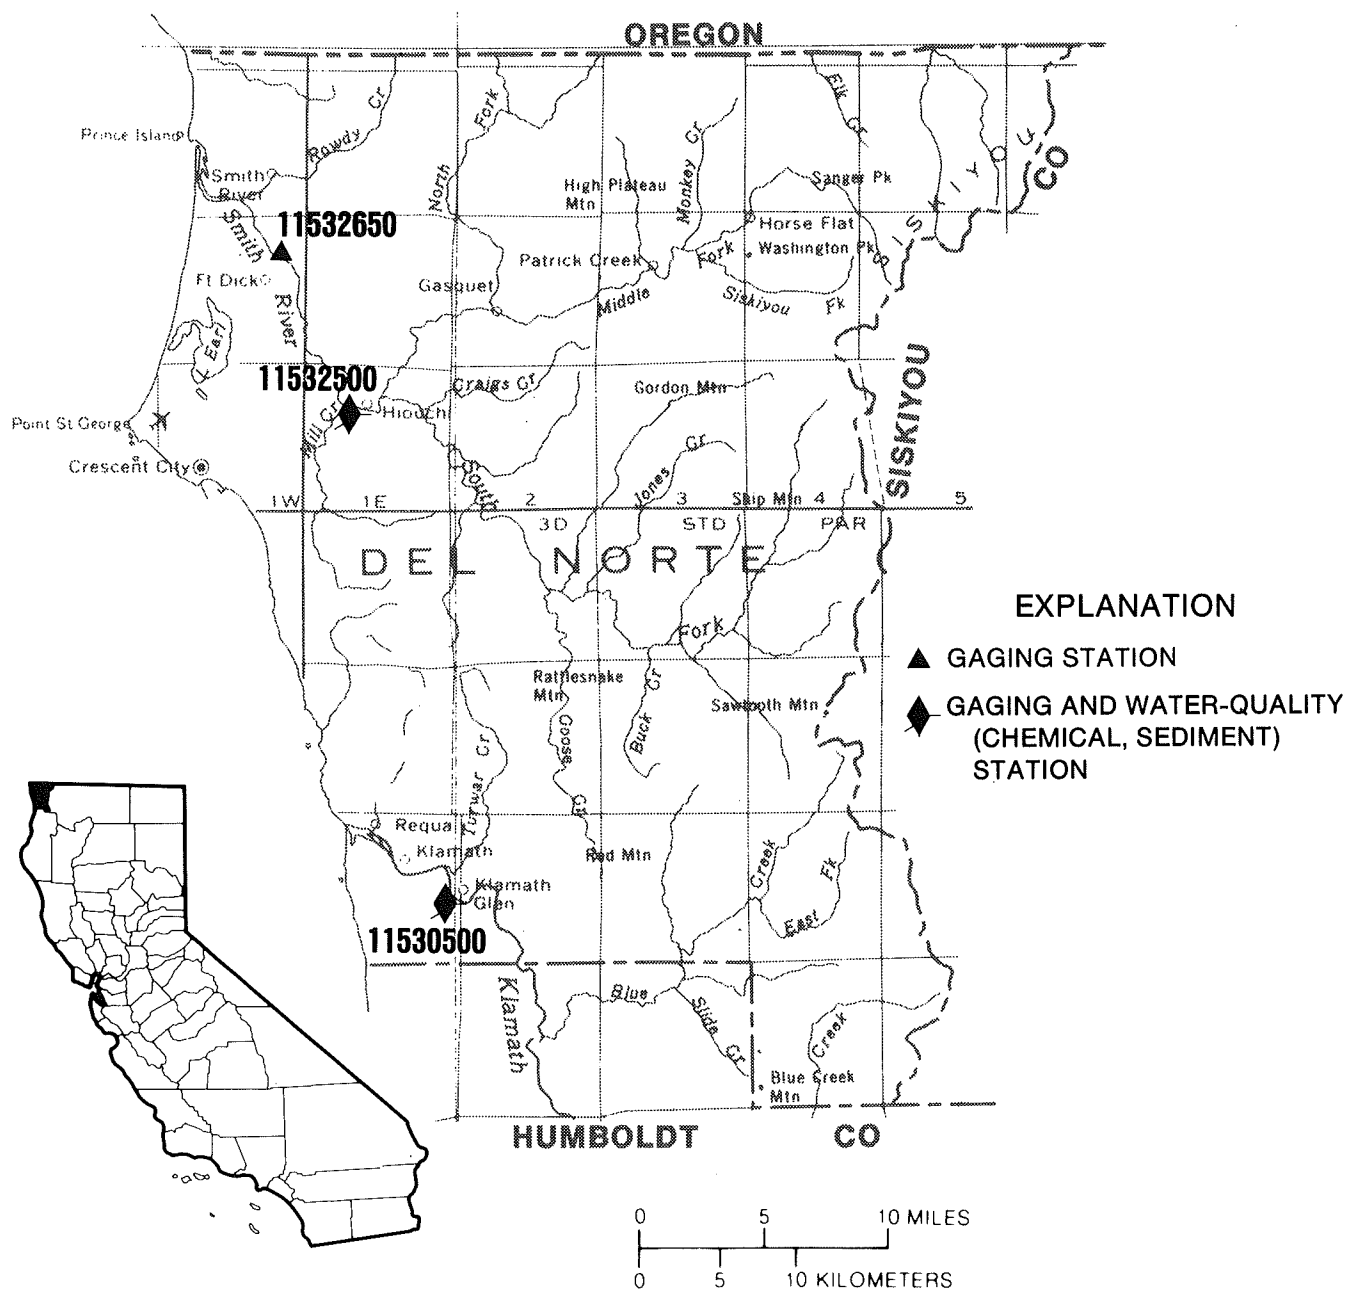 OREGON
Prince Island
Rowdy Cr
North Fork
Elk Cr
Smith
River
High Plateau
Mtn
Monkey Cr
Sanger Pk
SISKIYOU CO
11532650
Smith River
Horse Flat
Washington Pk
Patrick Creek
Fork
Ft Dick
Gasquet
Middle
Siskiyou Fk
L Earl
11532500
Craigs Cr
Gordon Mtn
Hiouchi
Mill Cr
Point St George
Crescent City
South
Jones Cr
SISKIYOU
1W 1E 2 3 Ship Mtn 4 5
3D STD PAR
DEL NORTE
Fork
EXPLANATION
GAGING STATION
GAGING AND WATER-QUALITY
(CHEMICAL, SEDIMENT)
STATION
Rattlesnake
Mtn
Buck Cr
Sawtooth Mtn
Goose Cr
Turwar Cr
Requa
Klamath
Red Mtn
Creek
East Fk
Klamath
Glen
11530500
Klamath
Blue
Slide Cr
Creek
Blue Creek
Mtn
HUMBOLDT CO
0 5 10 MILES
0 5 10 KILOMETERS